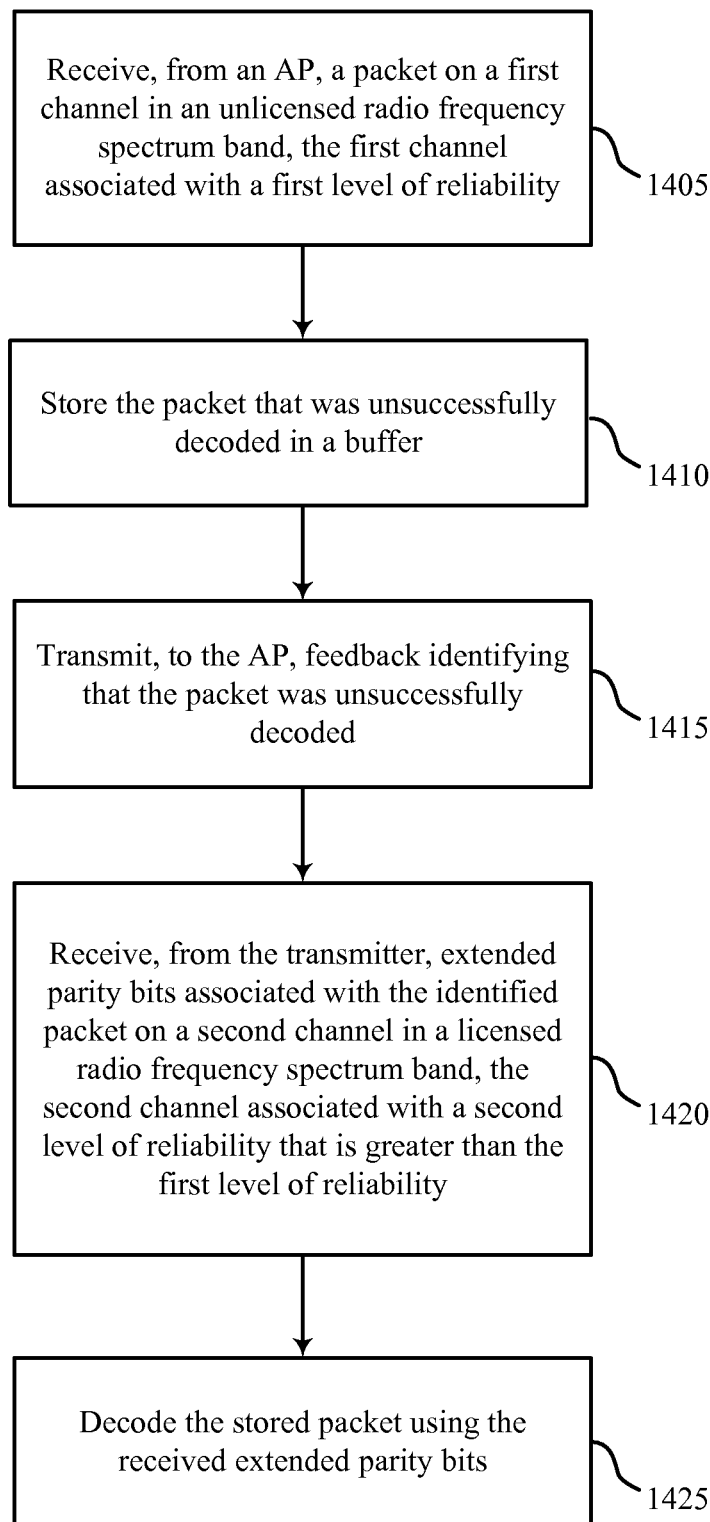 Receive, from an AP, a packet on a first
channel in an unlicensed radio frequency
spectrum band, the first channel
associated with a first level of reliability
1405
Store the packet that was unsuccessfully
decoded in a buffer
1410
Transmit, to the AP, feedback identifying
that the packet was unsuccessfully
decoded
1415
Receive, from the transmitter, extended
parity bits associated with the identified
packet on a second channel in a licensed
radio frequency spectrum band, the
second channel associated with a second
level of reliability that is greater than the
first level of reliability
1420
Decode the stored packet using the
received extended parity bits
1425